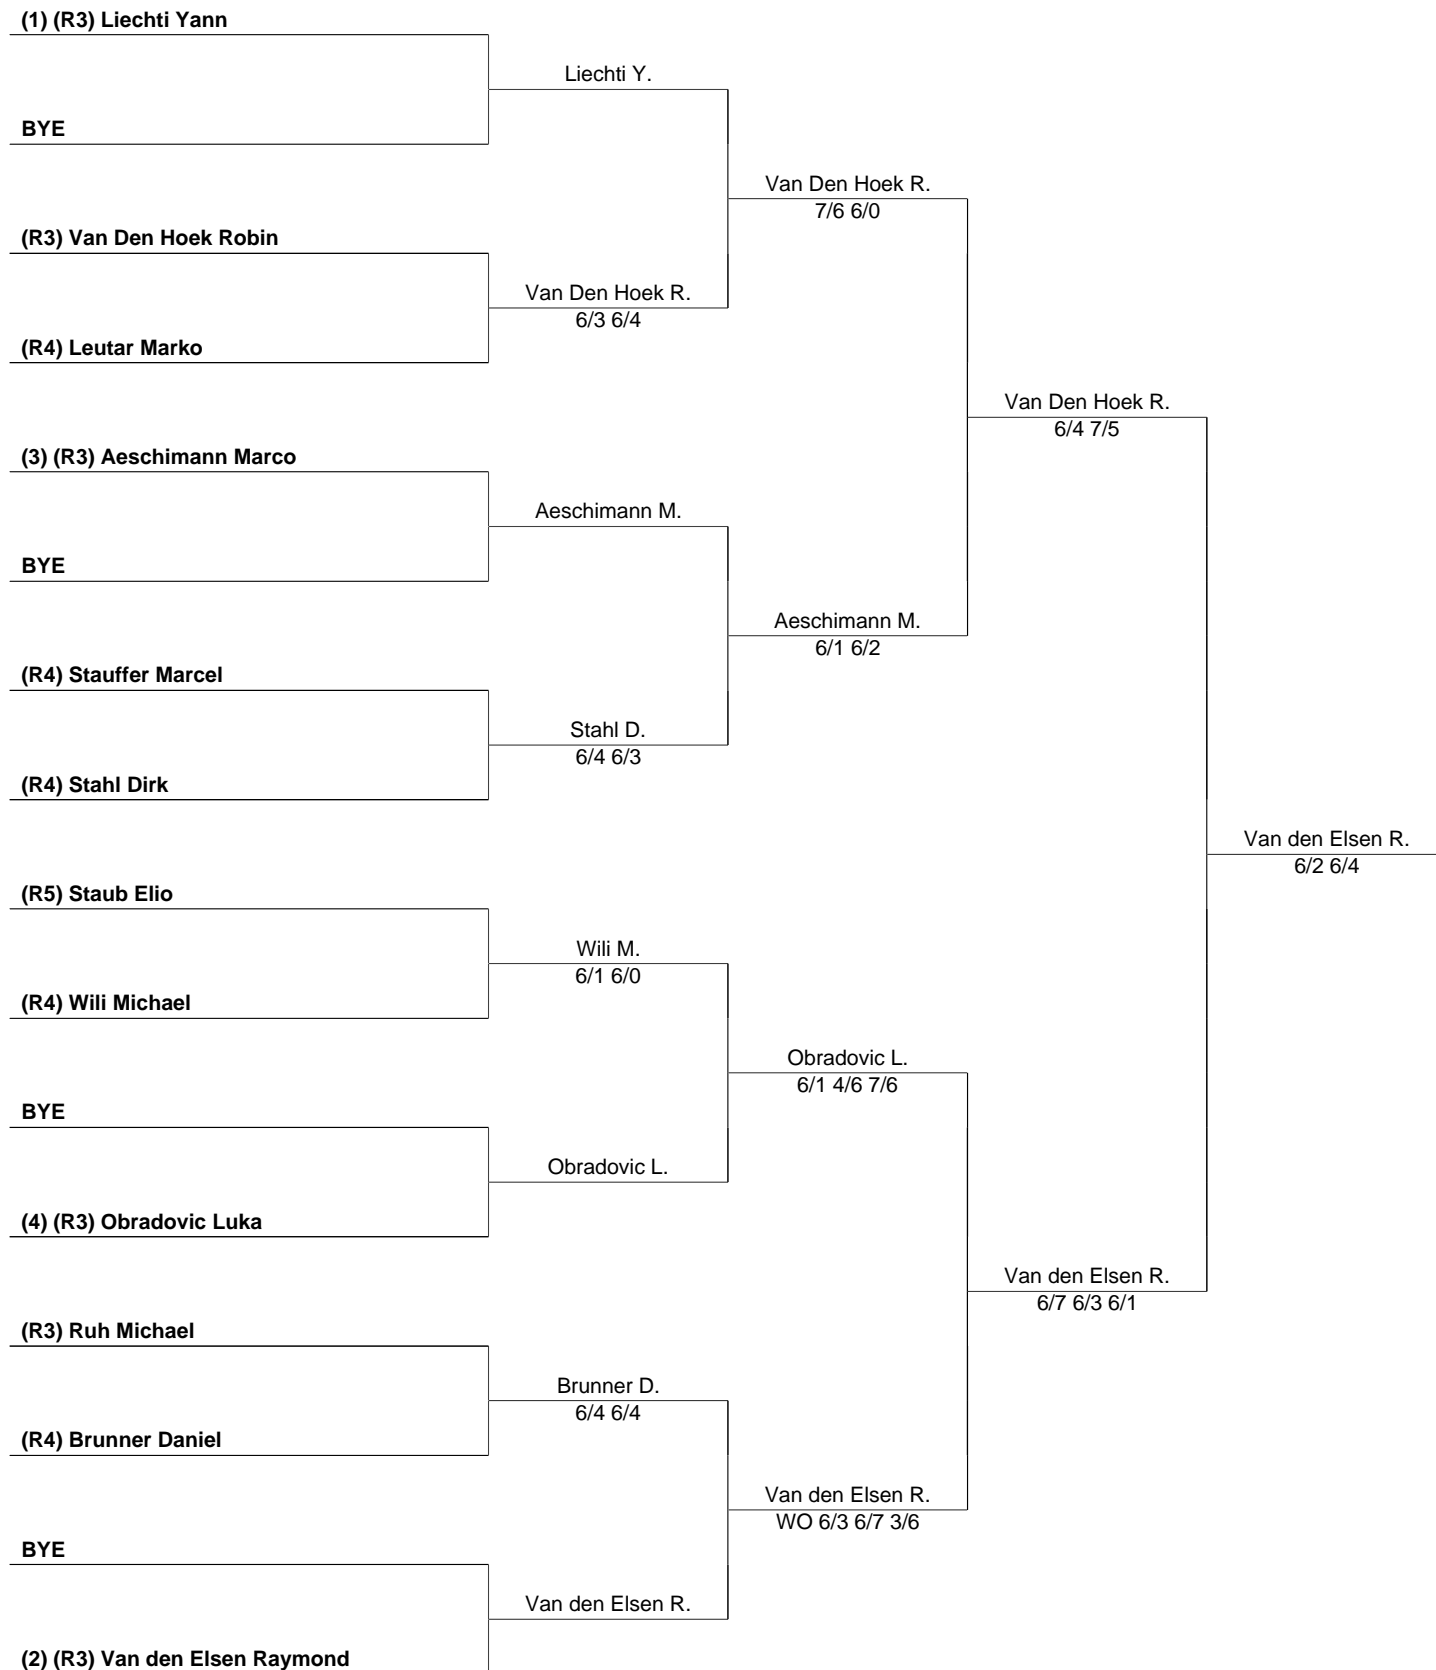 (1) (R3) Liechti Yann
Liechti Y.
BYE
Van Den Hoek R.
7/6 6/0
(R3) Van Den Hoek Robin
Van Den Hoek R.
6/3 6/4
(R4) Leutar Marko
Van Den Hoek R.
6/4 7/5
(3) (R3) Aeschimann Marco
Aeschimann M.
BYE
Aeschimann M.
6/1 6/2
(R4) Stauffer Marcel
Stahl D.
6/4 6/3
(R4) Stahl Dirk
Van den Elsen R.
6/2 6/4
(R5) Staub Elio
Wili M.
6/1 6/0
(R4) Wili Michael
Obradovic L.
6/1 4/6 7/6
BYE
Obradovic L.
(4) (R3) Obradovic Luka
Van den Elsen R.
6/7 6/3 6/1
(R3) Ruh Michael
Brunner D.
6/4 6/4
(R4) Brunner Daniel
Van den Elsen R.
WO 6/3 6/7 3/6
BYE
Van den Elsen R.
(2) (R3) Van den Elsen Raymond